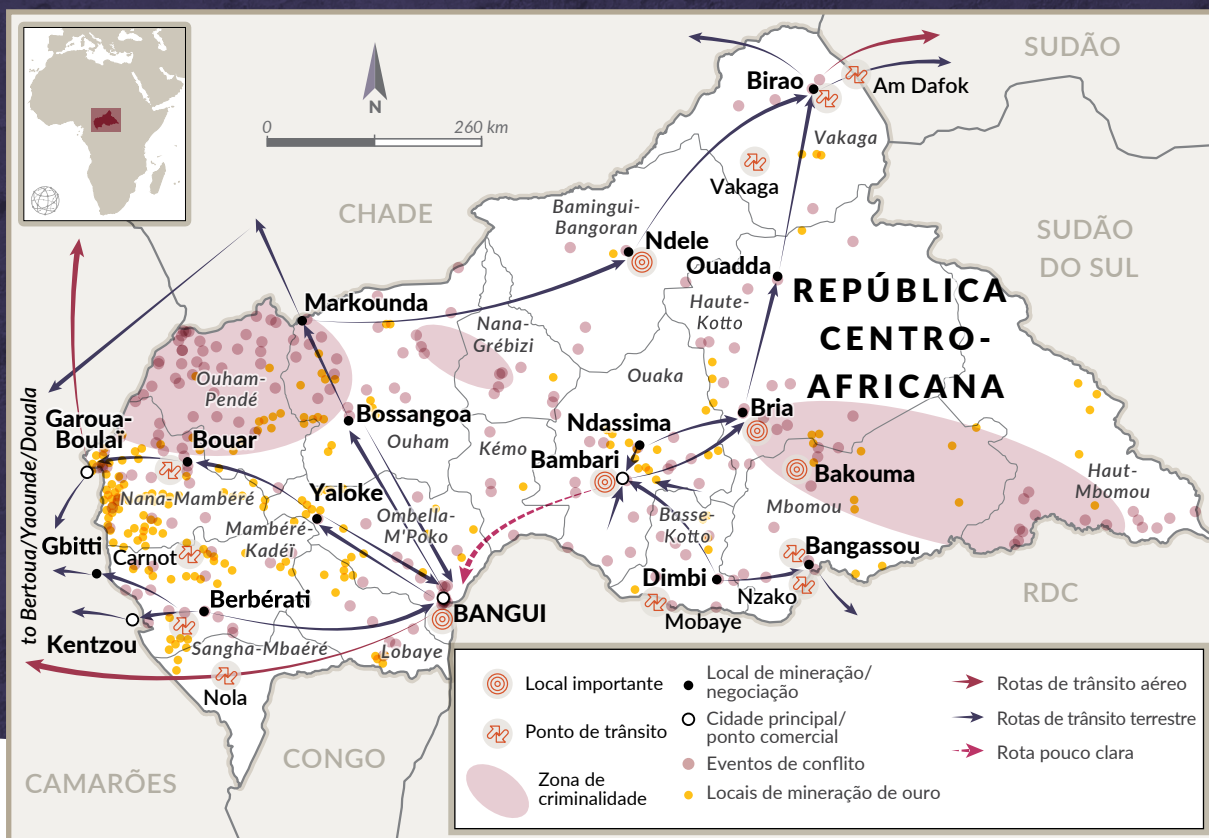 SUDÃO
Birao
Am Dafok
N
0
260 km
Vakaga
Vakaga
CHADE
Bamingui-
Bangoran
SUDÃO
DO SUL
Ndele
Ouadda
REPÚBLICA
CENTRO-
AFRICANA
Markounda
Haute-
Kotto
Nana-
Grébizi
Ouham-
Pendé
Ouaka
to Bertoua/Yaounde/Douala
Garoua-
Boulaï
Bouar
Bossangoa
Ouham
Kémo
Ndassima
Bria
Bambari
Bakouma
Haut-
Mbomou
Nana-Mambéré
Yaloke
Mbomou
Mambéré-
Kadéï
Ombella-
M'Poko
Basse-
Kotto
Gbitti
Carnot
Bangassou
Dimbi
Nzako
RDC
Berbérati
BANGUI
Mobaye
Kentzou
Sangha-Mbaéré
Lobaye
Nola
CONGO
CAMARÕES
Local importante
Ponto de trânsito
Zona de
criminalidade
Local de mineração/
negociação
Cidade principal/
ponto comercial
Eventos de conflito
Locais de mineração de ouro
Rotas de trânsito aéreo
Rotas de trânsito terrestre
Rota pouco clara